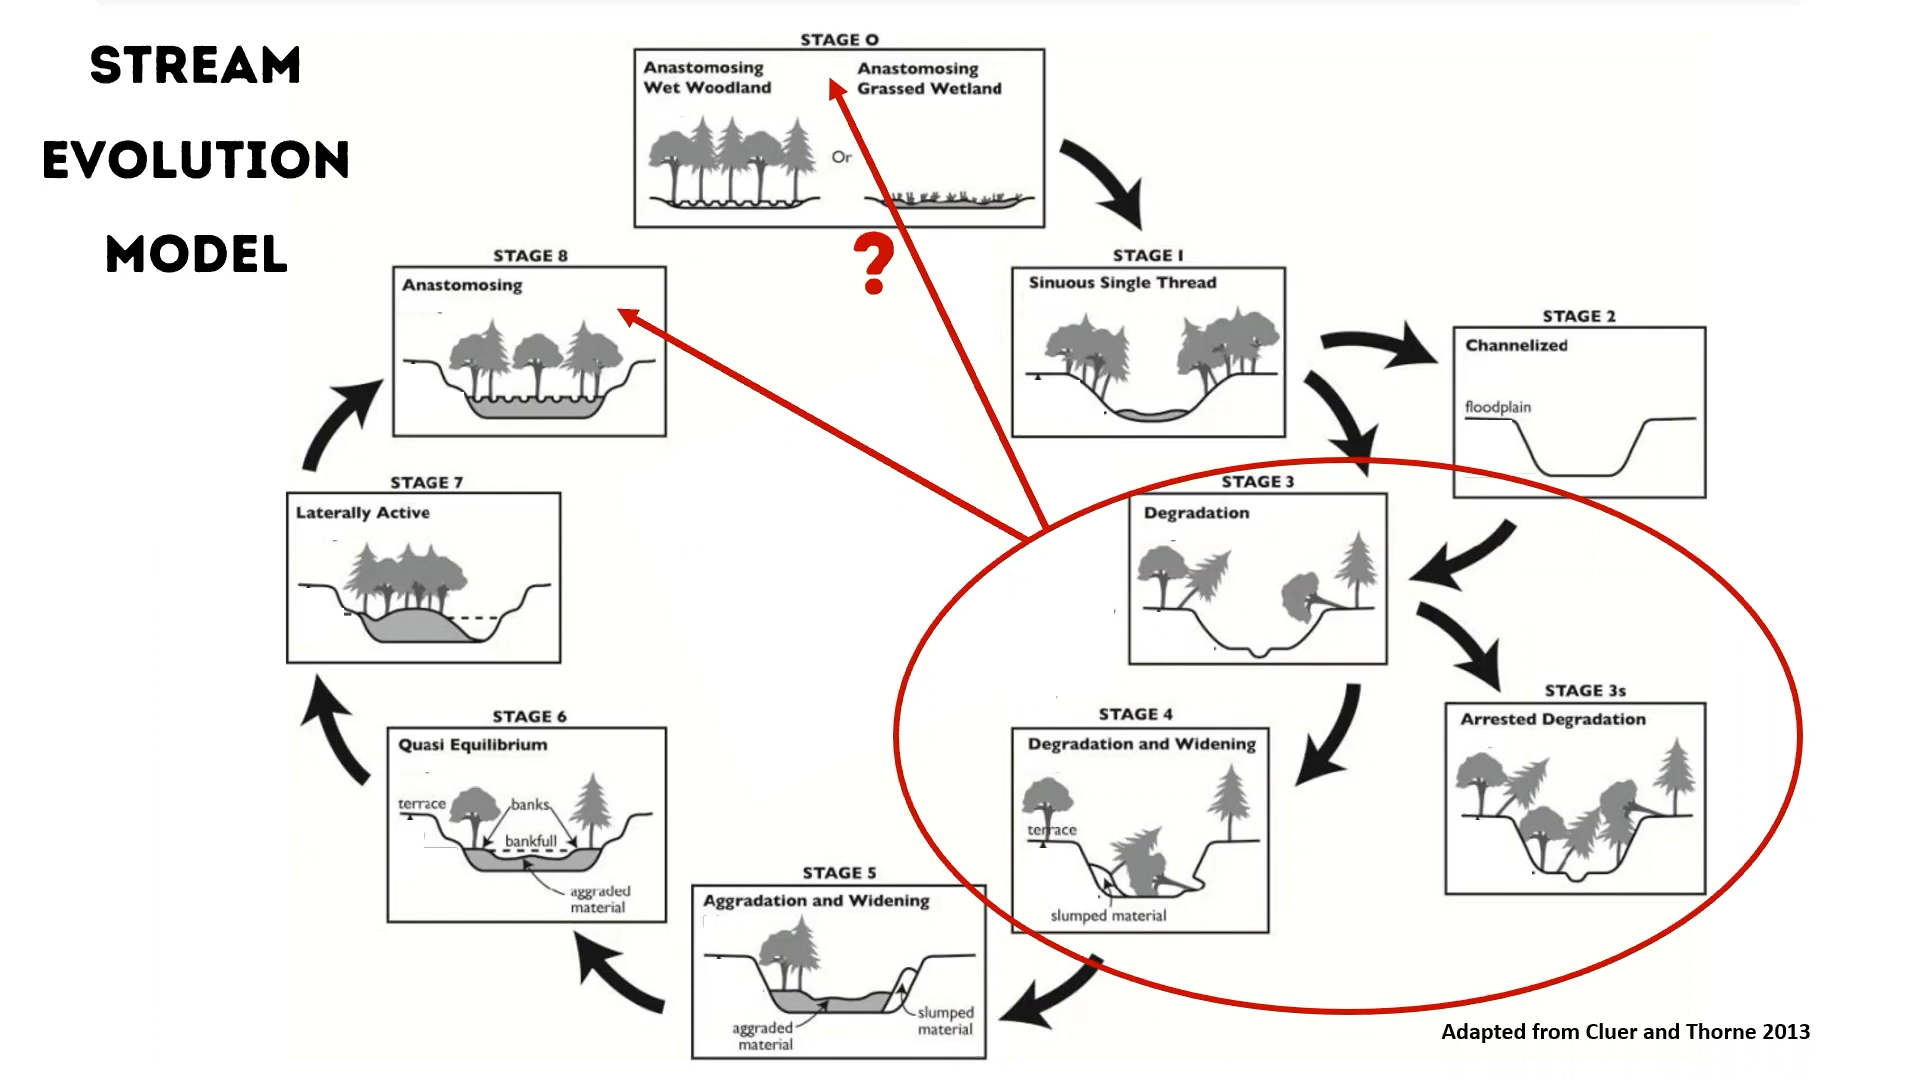 STREAM
EVOLUTION
MODEL
STAGE O
Anastomosing
Wet Woodland
Or
Anastomosing
Grassed Wetland
?
STAGE I
Sinuous Single Thread
STAGE 2
Channelized
floodplain
STAGE 3
Degradation
STAGE 3s
Arrested Degradation
STAGE 4
Degradation and Widening
terrace
slumped material
STAGE 5
Aggradation and Widening
aggraded
material
slumped
material
STAGE 6
Quasi Equilibrium
terrace
banks
bankfull
aggraded
material
STAGE 7
Laterally Active
STAGE 8
Anastomosing
Adapted from Cluer and Thorne 2013